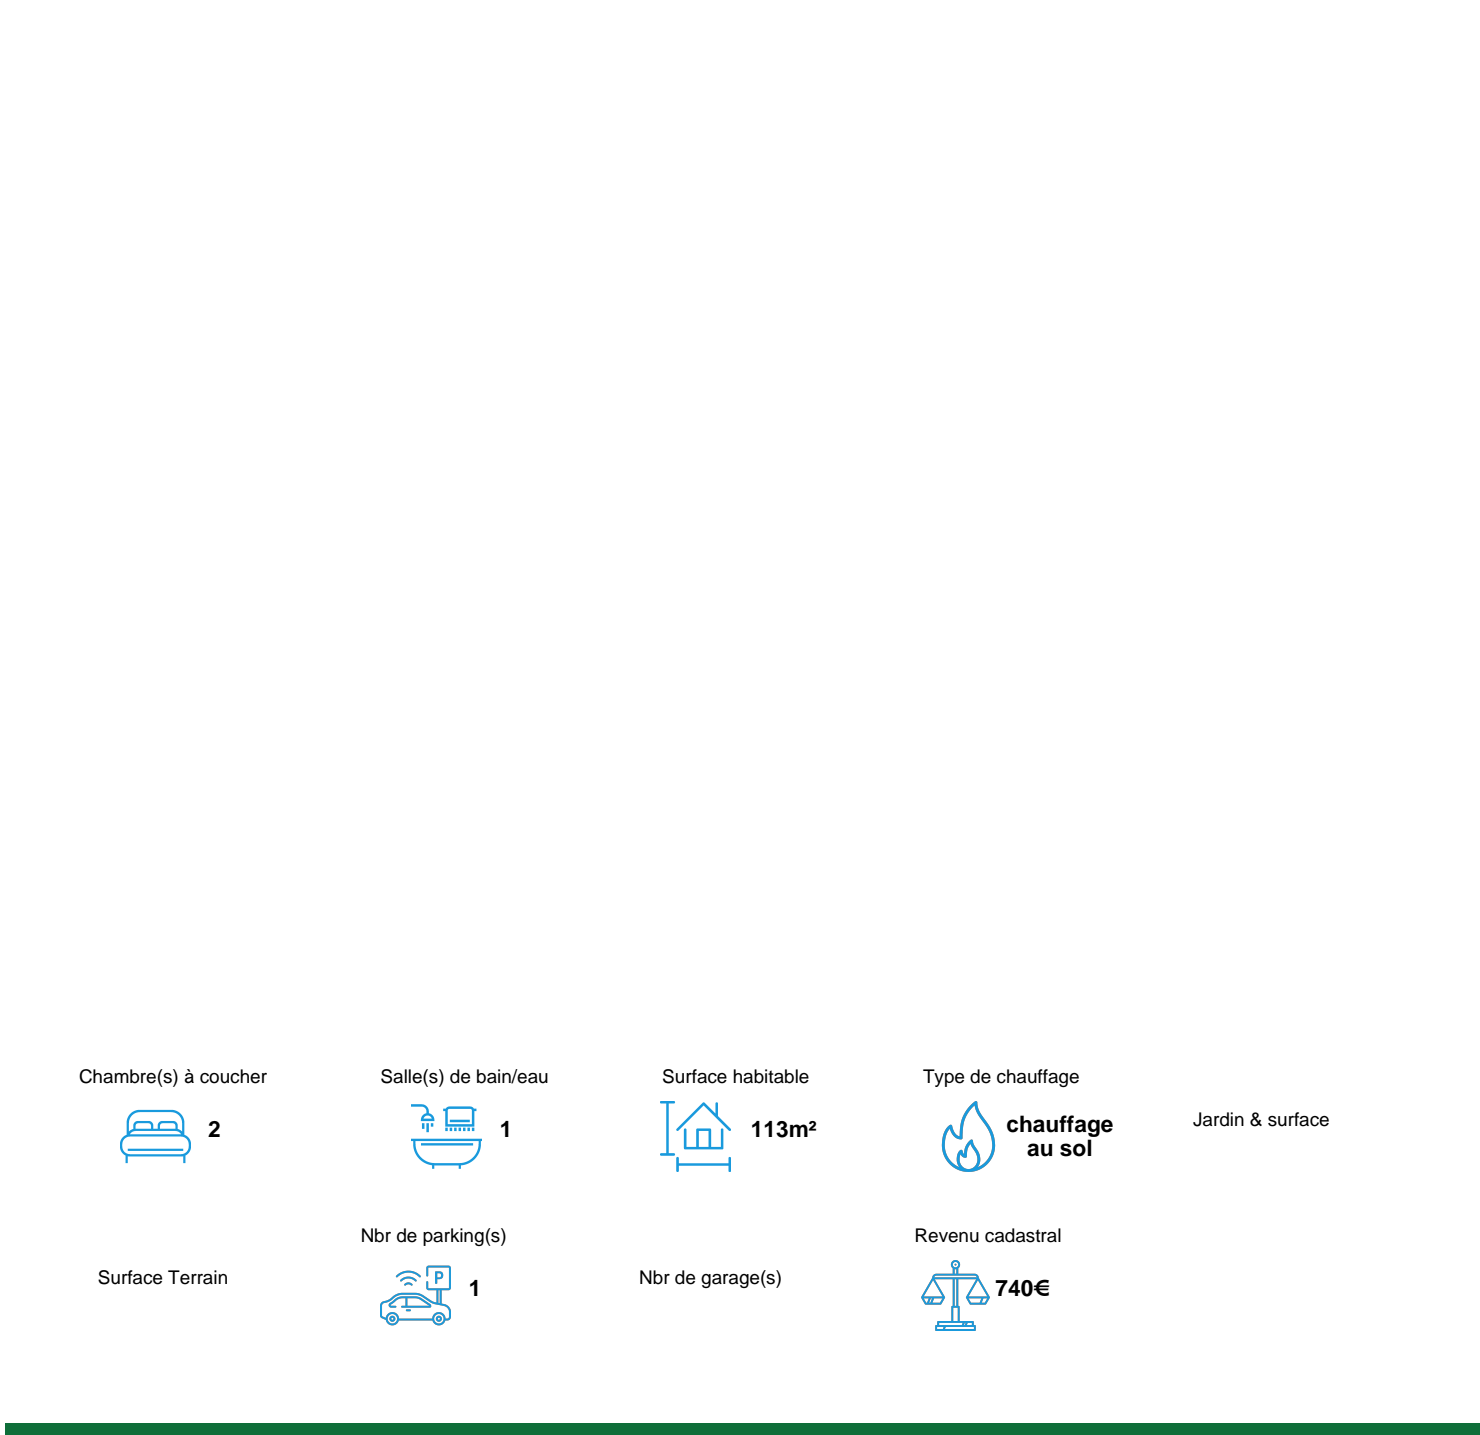 Chambre(s) à coucher
2
Salle(s) de bain/eau
1
Surface habitable
113m²
Type de chauffage
chauffage
au sol
Jardin & surface
Surface Terrain
Nbr de parking(s)
P
1
Nbr de garage(s)
Revenu cadastral
740€